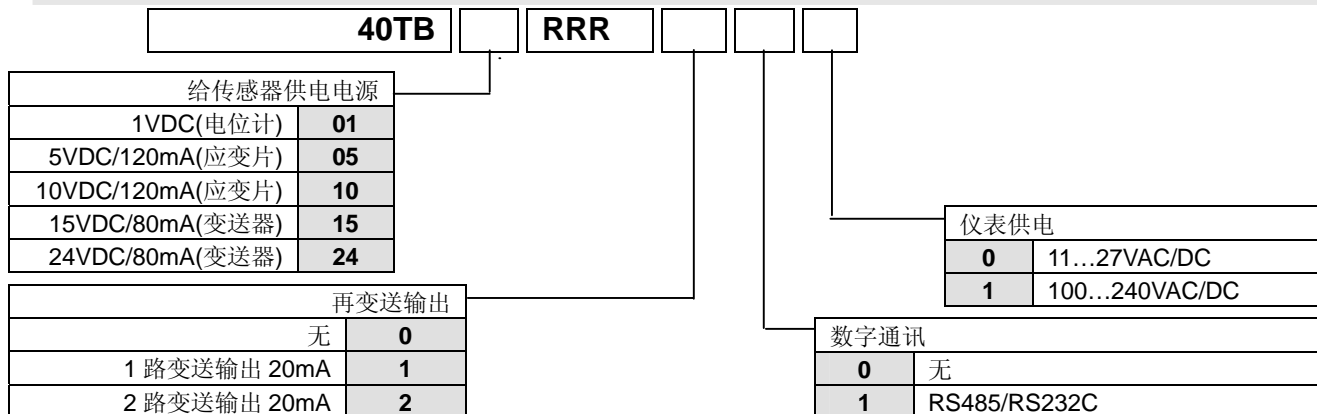 40TB RRR
给传感器供电电源
1VDC(电位计) 01
5VDC/120mA(应变片) 05
10VDC/120mA(应变片) 10
15VDC/80mA(变送器) 15
24VDC/80mA(变送器) 24
仪表供电
0 11…27VAC/DC
1 100…240VAC/DC
再变送输出
无 0
1 路变送输出 20mA 1
2 路变送输出 20mA 2
数字通讯
0 无
1 RS485/RS232C